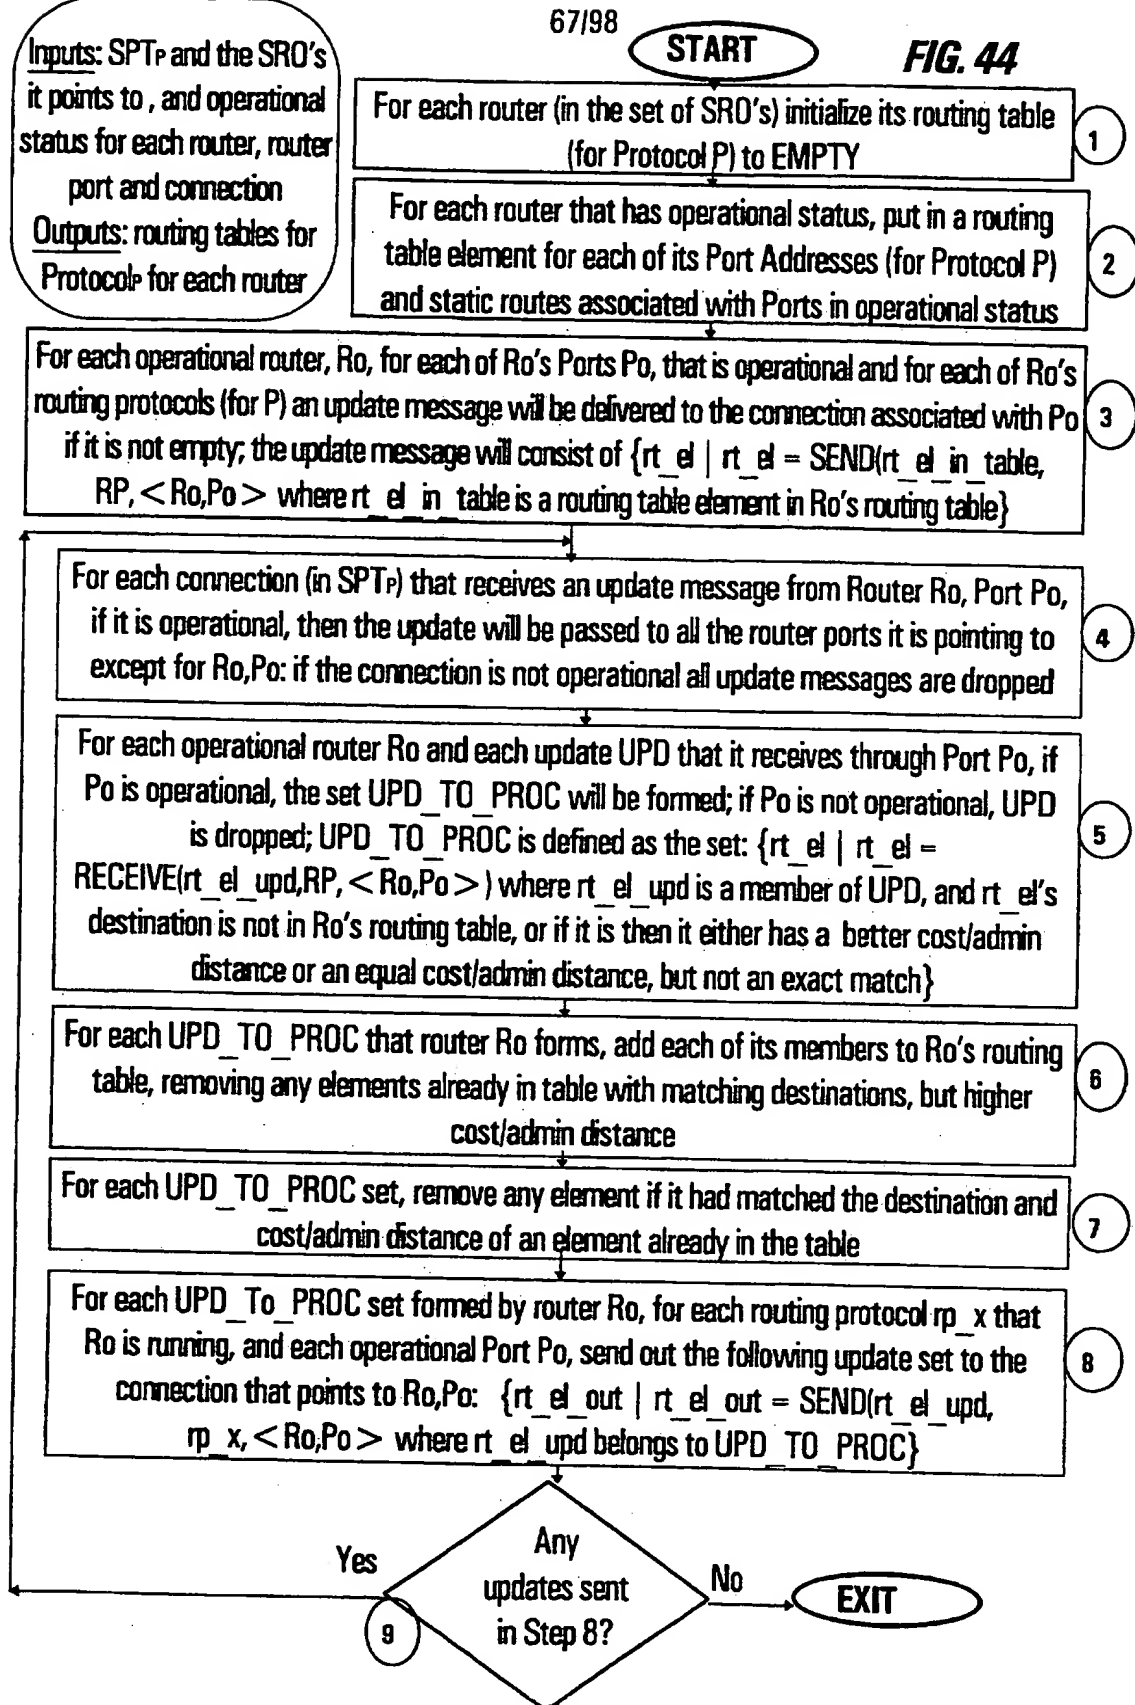 67/98
FIG. 44
Inputs: SPTP and the SRO's
it points to , and operational
status for each router, router
port and connection
Outputs: routing tables for
ProtocolP for each router
START
For each router (in the set of SRO's) initialize its routing table
(for Protocol P) to EMPTY
1
For each router that has operational status, put in a routing
table element for each of its Port Addresses (for Protocol P)
and static routes associated with Ports in operational status
2
For each operational router, Ro, for each of Ro's Ports Po, that is operational and for each of Ro's
routing protocols (for P) an update message will be delivered to the connection associated with Po
if it is not empty; the update message will consist of {rt_el | rt_el = SEND(rt_el_in_table,
RP, <Ro,Po> where rt_el_in_table is a routing table element in Ro's routing table}
3
For each connection (in SPTP) that receives an update message from Router Ro, Port Po,
if it is operational, then the update will be passed to all the router ports it is pointing to
except for Ro,Po: if the connection is not operational all update messages are dropped
4
For each operational router Ro and each update UPD that it receives through Port Po, if
Po is operational, the set UPD_TO_PROC will be formed; if Po is not operational, UPD
is dropped; UPD_TO_PROC is defined as the set: {rt_el | rt_el =
RECEIVE(rt_el_upd,RP, <Ro,Po>) where rt_el_upd is a member of UPD, and rt_el's
destination is not in Ro's routing table, or if it is then it either has a better cost/admin
distance or an equal cost/admin distance, but not an exact match}
5
For each UPD_TO_PROC that router Ro forms, add each of its members to Ro's routing
table, removing any elements already in table with matching destinations, but higher
cost/admin distance
6
For each UPD_TO_PROC set, remove any element if it had matched the destination and
cost/admin distance of an element already in the table
7
For each UPD_To_PROC set formed by router Ro, for each routing protocol rp_x that
Ro is running, and each operational Port Po, send out the following update set to the
connection that points to Ro,Po: {rt_el_out | rt_el_out = SEND(rt_el_upd,
rp_x, <Ro,Po> where rt_el_upd belongs to UPD_TO_PROC}
8
Any
updates sent
in Step 8?
9
Yes
No
EXIT